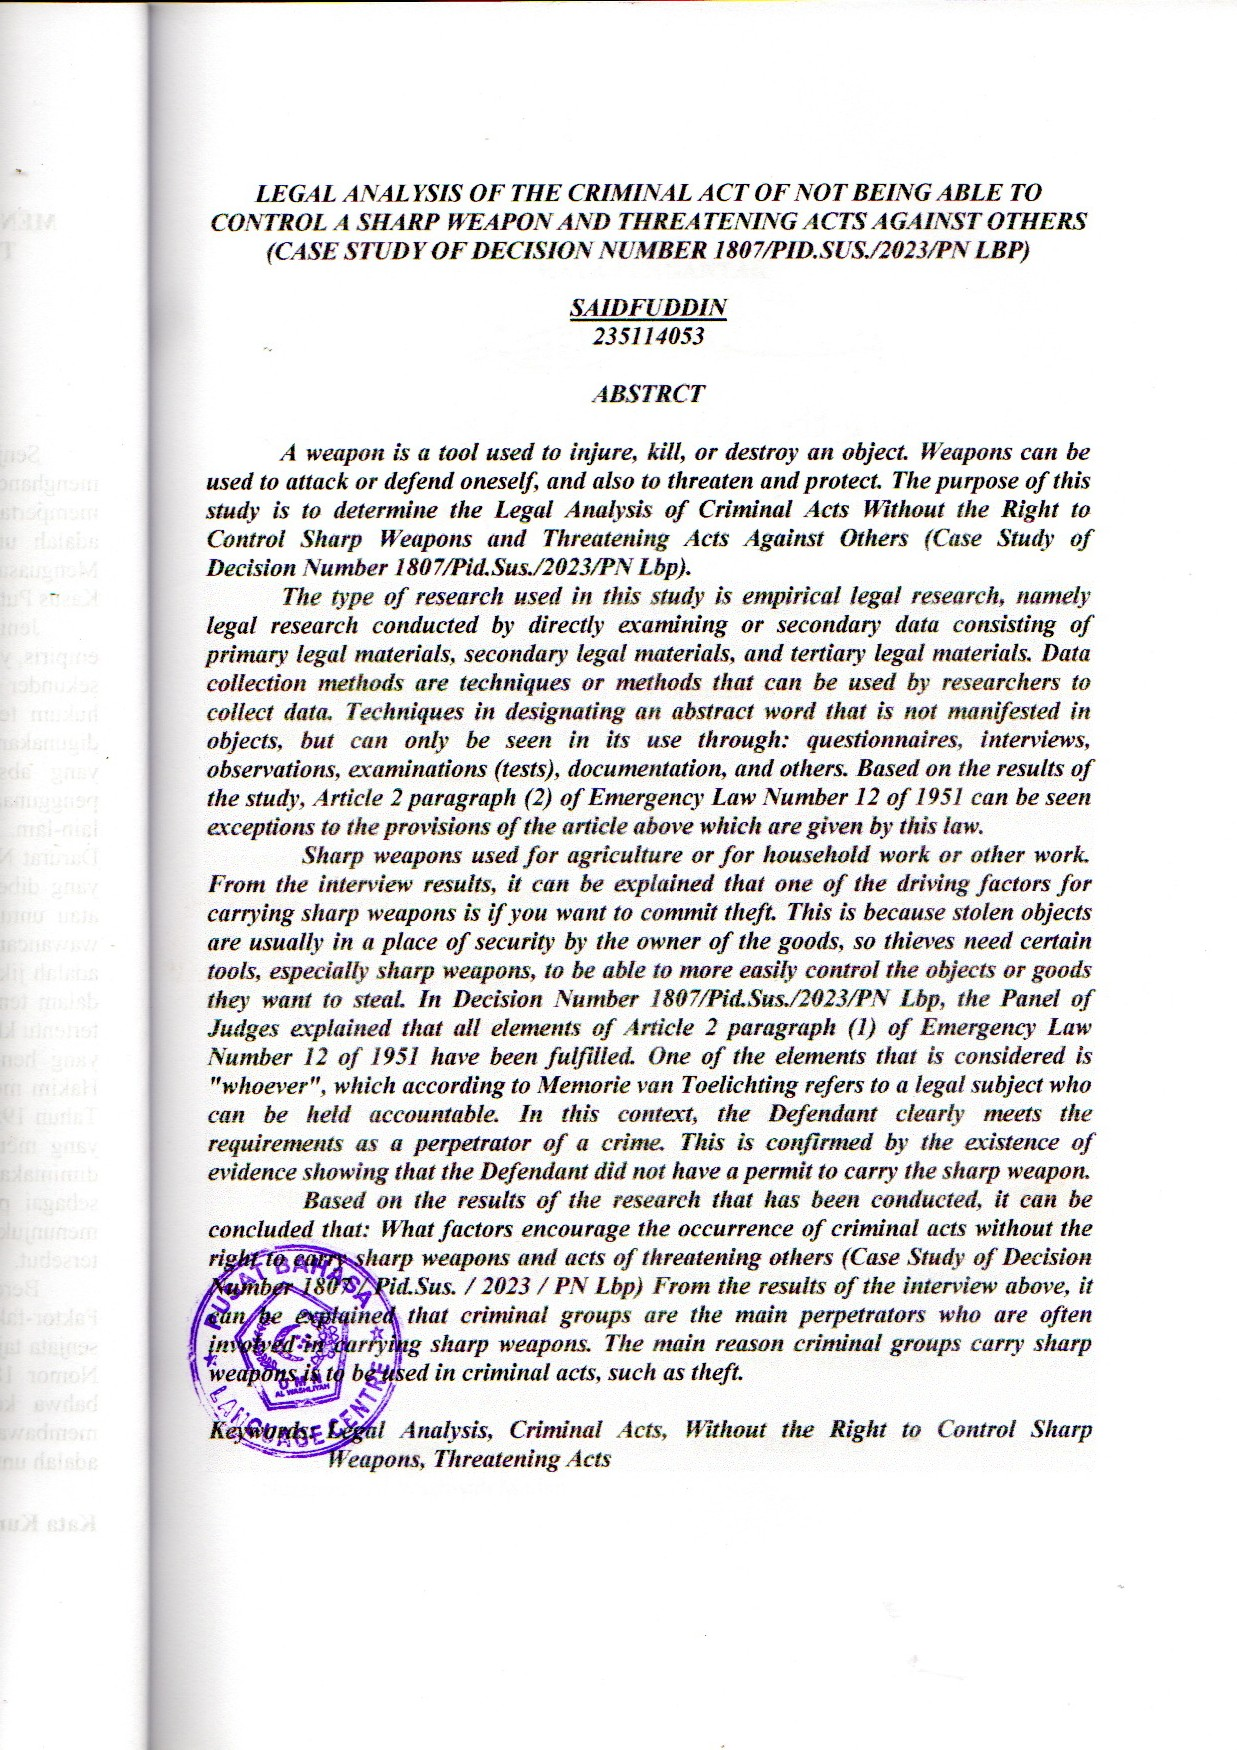 LEGAL ANALYSIS OF THE CRIMINAL ACT OF NOT BEING ABLE TO
CONTROL A SHARP WEAPON AND THREATENING ACTS AGAINST OTHERS
(CASE STUDY OF DECISION NUMBER 1807/PID.SUS./2023/PN LBP)
SAIDFUDDIN
235114053
ABSTRCT
A weapon is a tool used to injure, kill, or destroy an object. Weapons can be
used to attack or defend oneself, and also to threaten and protect. The purpose of this
study is to determine the Legal Analysis of Criminal Acts Without the Right to
Control Sharp Weapons and Threatening Acts Against Others (Case Study of
Decision Number 1807/Pid.Sus./2023/PN Lbp).
The type of research used in this study is empirical legal research, namely
legal research conducted by directly examining or secondary data consisting of
primary legal materials, secondary legal materials, and tertiary legal materials. Data
collection methods are techniques or methods that can be used by researchers to
collect data. Techniques in designating an abstract word that is not manifested in
objects, but can only be seen in its use through: questionnaires, interviews,
observations, examinations (tests), documentation, and others. Based on the results of
the study, Article 2 paragraph (2) of Emergency Law Number 12 of 1951 can be seen
exceptions to the provisions of the article above which are given by this law.
Sharp weapons used for agriculture or for household work or other work.
From the interview results, it can be explained that one of the driving factors for
carrying sharp weapons is if you want to commit theft. This is because stolen objects
are usually in a place of security by the owner of the goods, so thieves need certain
tools, especially sharp weapons, to be able to more easily control the objects or goods
they want to steal. In Decision Number 1807/Pid.Sus./2023/PN Lbp, the Panel of
Judges explained that all elements of Article 2 paragraph (1) of Emergency Law
Number 12 of 1951 have been fulfilled. One of the elements that is considered is
"whoever", which according to Memorie van Toelichting refers to a legal subject who
can be held accountable. In this context, the Defendant clearly meets the
requirements as a perpetrator of a crime. This is confirmed by the existence of
evidence showing that the Defendant did not have a permit to carry the sharp weapon.
Based on the results of the research that has been conducted, it can be
concluded that: What factors encourage the occurrence of criminal acts without the
right to carry sharp weapons and acts of threatening others (Case Study of Decision
Number 1807 / Pid.Sus. / 2023 / PN Lbp) From the results of the interview above, it
can be explained that criminal groups are the main perpetrators who are often
involved in carrying sharp weapons. The main reason criminal groups carry sharp
weapons is to be used in criminal acts, such as theft.
Keywords: Legal Analysis, Criminal Acts, Without the Right to Control Sharp
Weapons, Threatening Acts
PUSAT BAHASA
UMN
AL WASHLIYAH
LANGUAGE CENTRE